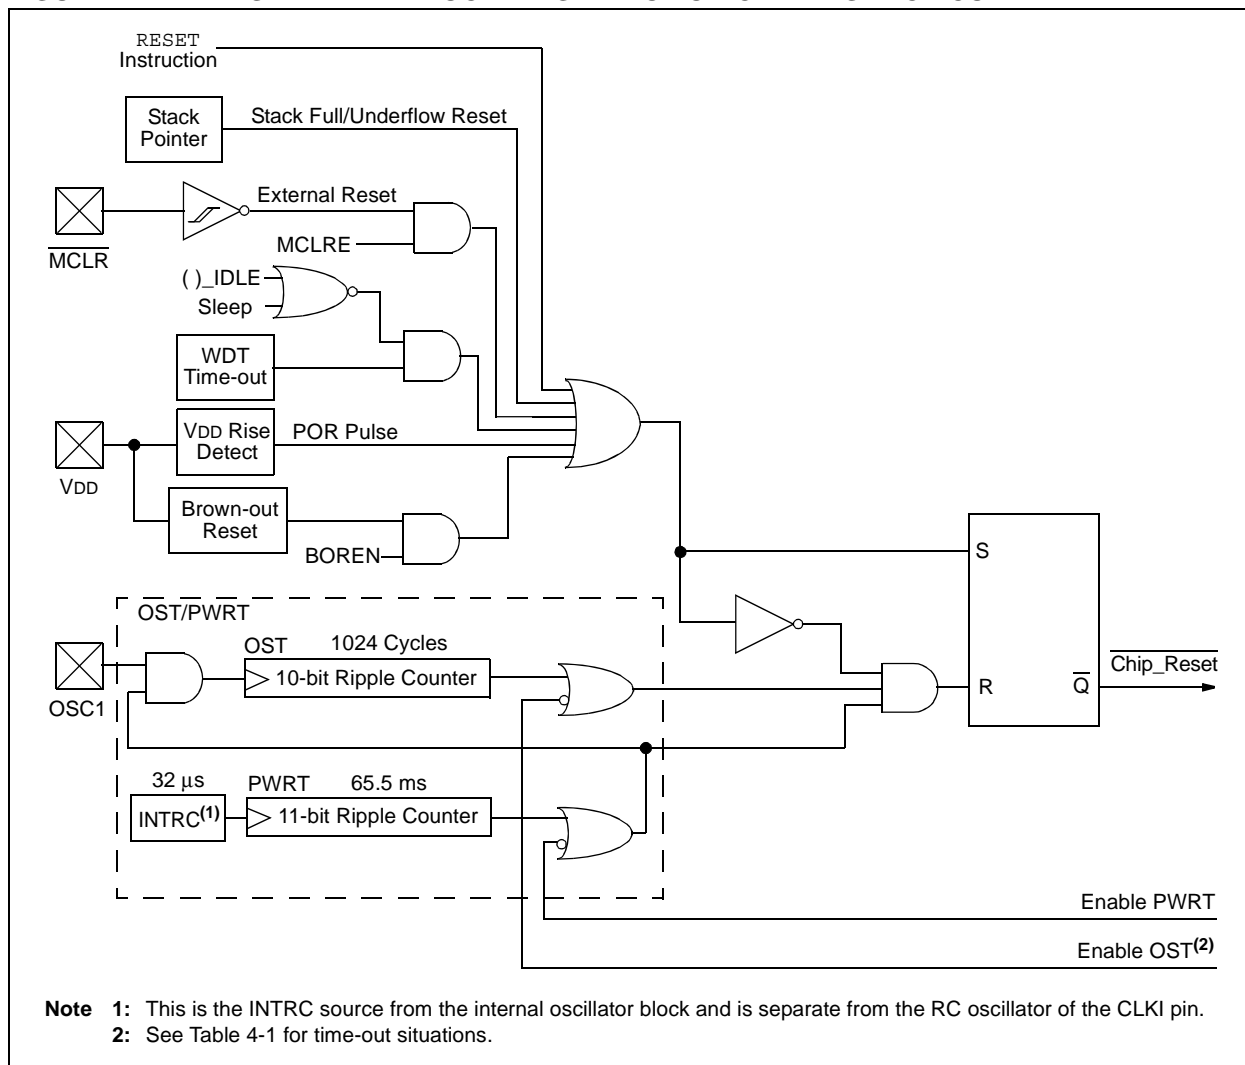 RESET
Instruction
Stack
Pointer
Stack Full/Underflow Reset
External Reset
MCLR
MCLRE
( )_IDLE
Sleep
WDT
Time-out
VDD Rise
Detect
POR Pulse
VDD
Brown-out
Reset
BOREN
S
OST/PWRT
OST 1024 Cycles
10-bit Ripple Counter
OSC1
Chip_Reset
R
Q
32 μs
PWRT 65.5 ms
INTRC(1)
11-bit Ripple Counter
Enable PWRT
Enable OST(2)
Note 1: This is the INTRC source from the internal oscillator block and is separate from the RC oscillator of the CLKI pin.
2: See Table 4-1 for time-out situations.